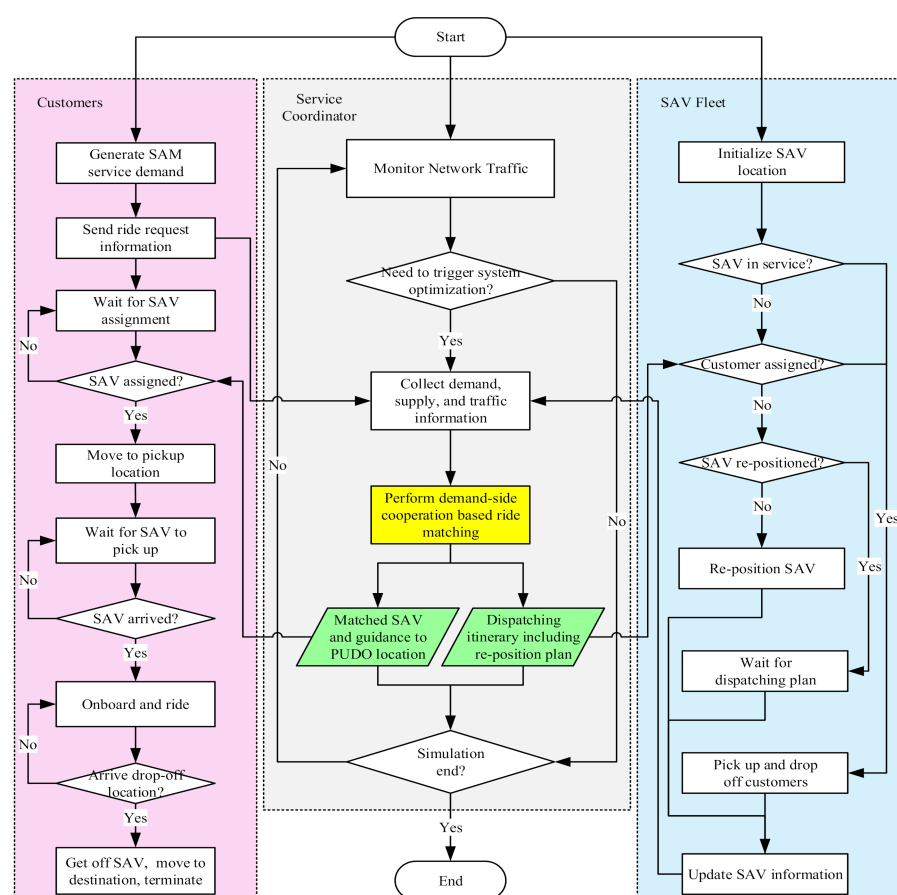 Start
Customers
Generate SAM
service demand
Send ride request
information
Wait for SAV
assignment
No
SAV assigned?
Yes
Move to pickup
location
Wait for SAV to
pick up
No
SAV arrived?
Yes
Onboard and ride
No
Arrive drop-off
location?
Yes
Get off SAV, move to
destination, terminate
Service
Coordinator
Monitor Network Traffic
Need to trigger system
optimization?
Yes
Collect demand,
supply, and traffic
information
No
Perform demand-side
cooperation based ride
matching
No
Matched SAV
and guidance to
PUDO location
Dispatching
itinerary including
re-position plan
Simulation
end?
Yes
End
SAV Fleet
Initialize SAV
location
SAV in service?
No
Customer assigned?
No
SAV re-positioned?
No
Yes
Re-position SAV
Yes
Wait for
dispatching plan
Pick up and drop
off customers
Update SAV information